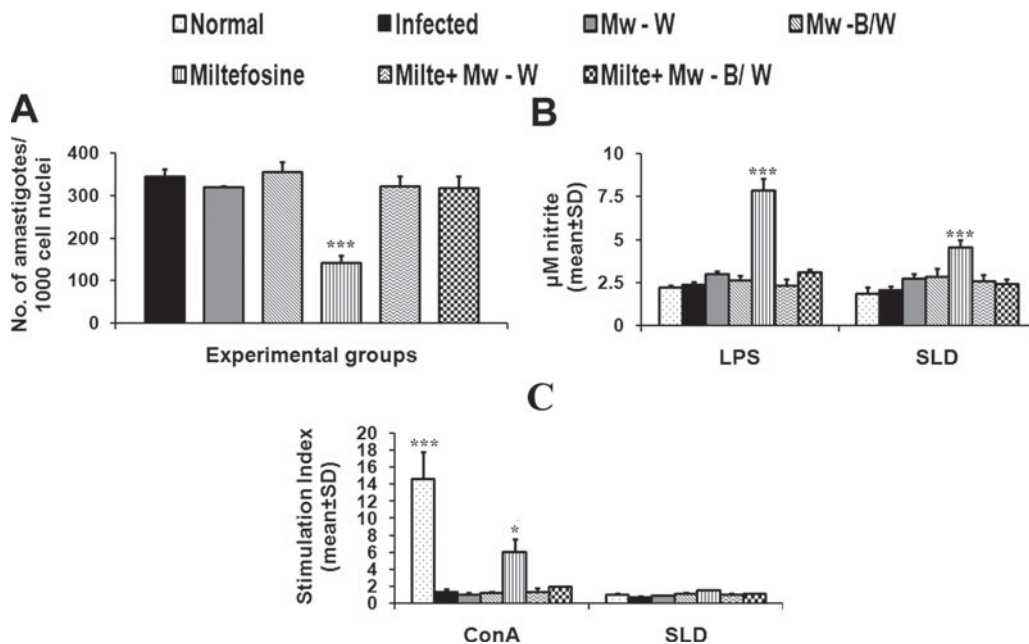 Normal Infected Mw - W Mw -B/W
Miltefosine Milte+ Mw - W Milte+ Mw - B/ W
A
No. of amastigotes/
1000 cell nuclei
400
300
200
100
0
***
Experimental groups
B
µM nitrite
(mean±SD)
10
7.5
5
2.5
0
***
***
LPS SLD
C
Stimulation Index
(mean±SD)
20
18
16
14
12
10
8
6
4
2
0
***
*
ConA SLD